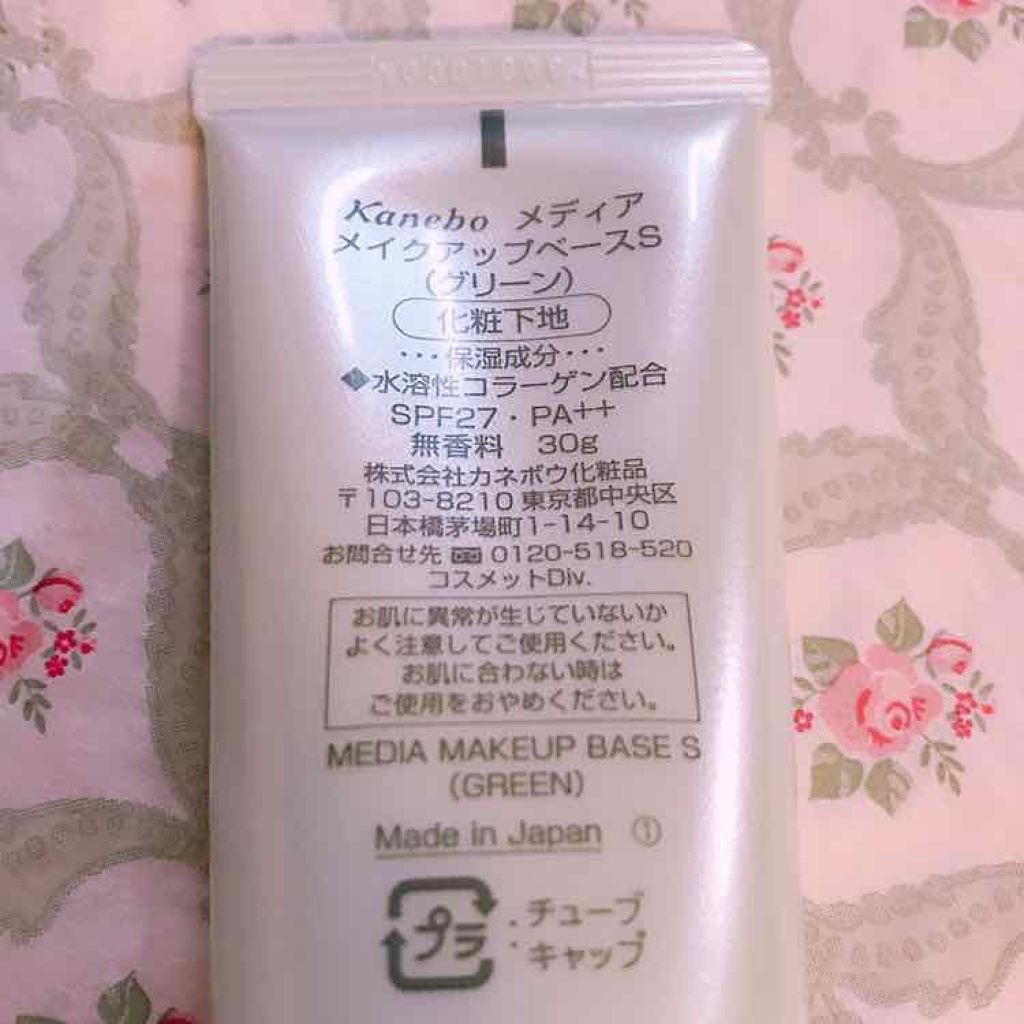 Kanebo メディア
メイクアップベースS
(グリーン)
化粧下地
・・・保湿成分・・・
◆水溶性コラーゲン配合
SPF27・PA++
無香料 30g
株式会社カネボウ化粧品
〒103-8210 東京都中央区
日本橋茅場町1-14-10
お問合せ先 0120-518-520
コスメットDiv.
お肌に異常が生じていないか
よく注意してご使用ください。
お肌に合わない時は
ご使用をおやめください。
MEDIA MAKEUP BASE S
(GREEN)
Made in Japan ①
プラ
・チューブ
・キャップ